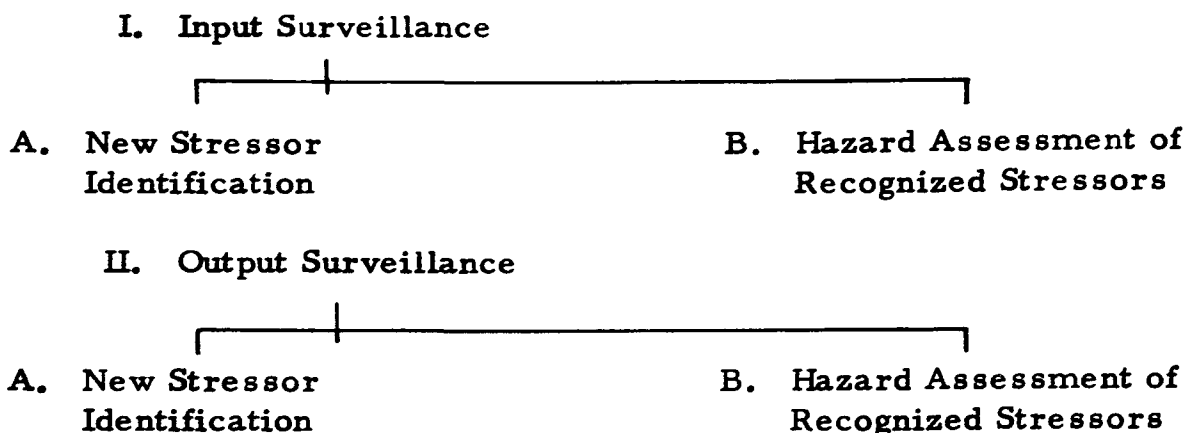 I. Input Surveillance
A. New Stressor
Identification
B. Hazard Assessment of
Recognized Stressors
II. Output Surveillance
A. New Stressor
Identification
B. Hazard Assessment of
Recognized Stressors